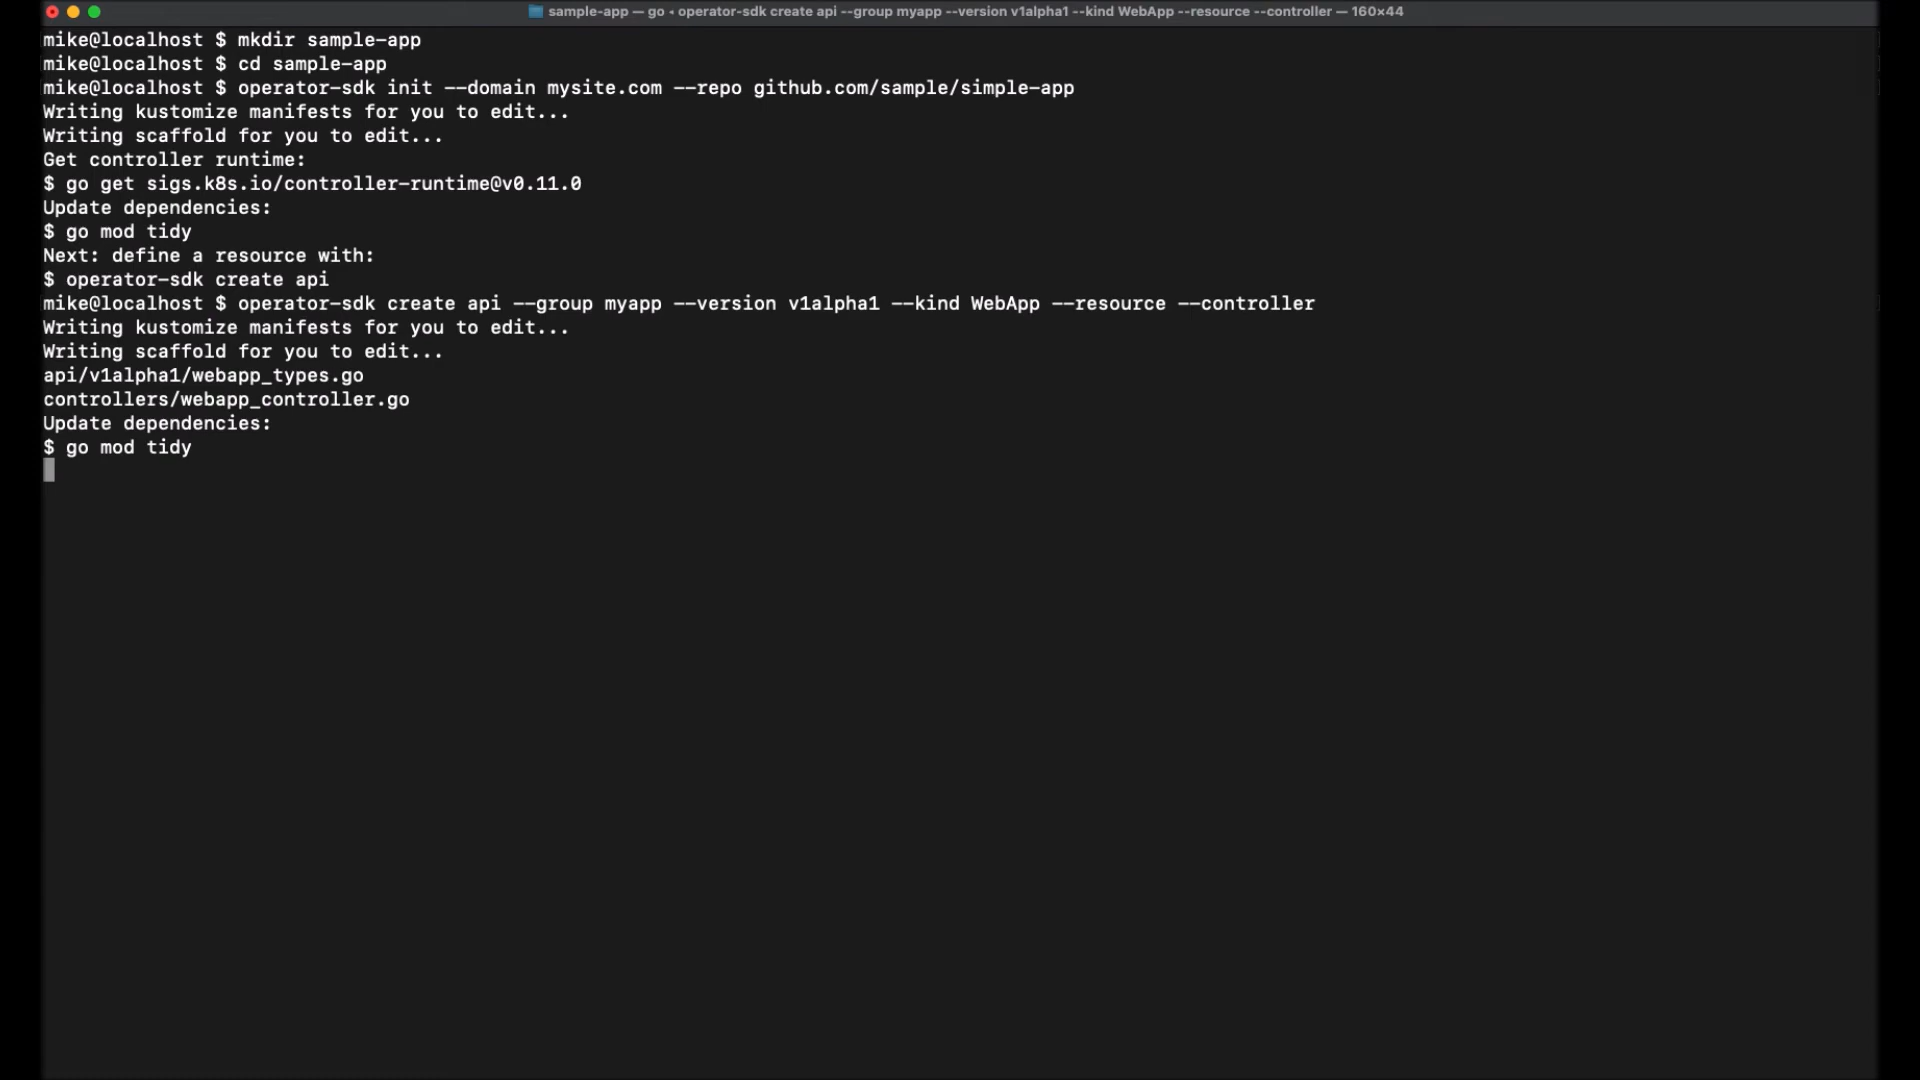 sample-app — go ◂ operator-sdk create api --group myapp --version v1alpha1 --kind WebApp --resource --controller — 160×44
mike@localhost $ mkdir sample-app
mike@localhost $ cd sample-app
mike@localhost $ operator-sdk init --domain mysite.com --repo github.com/sample/simple-app
Writing kustomize manifests for you to edit...
Writing scaffold for you to edit...
Get controller runtime:
$ go get sigs.k8s.io/controller-runtime@v0.11.0
Update dependencies:
$ go mod tidy
Next: define a resource with:
$ operator-sdk create api
mike@localhost $ operator-sdk create api --group myapp --version v1alpha1 --kind WebApp --resource --controller
Writing kustomize manifests for you to edit...
Writing scaffold for you to edit...
api/v1alpha1/webapp_types.go
controllers/webapp_controller.go
Update dependencies:
$ go mod tidy